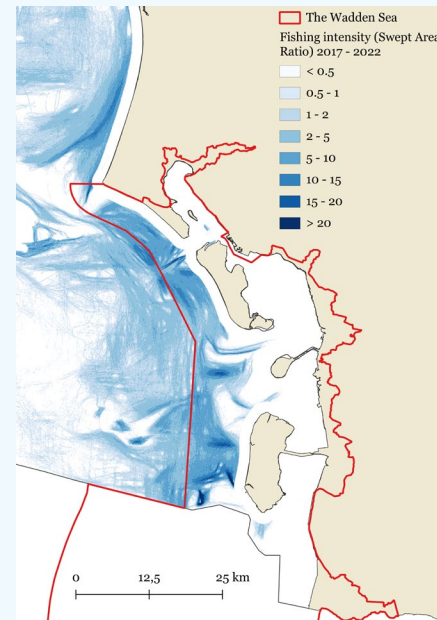 The Wadden Sea
Fishing intensity (Swept Area
Ratio) 2017 - 2022
< 0.5
0.5 - 1
1 - 2
2 - 5
5 - 10
10 - 15
15 - 20
> 20
0 12,5 25 km